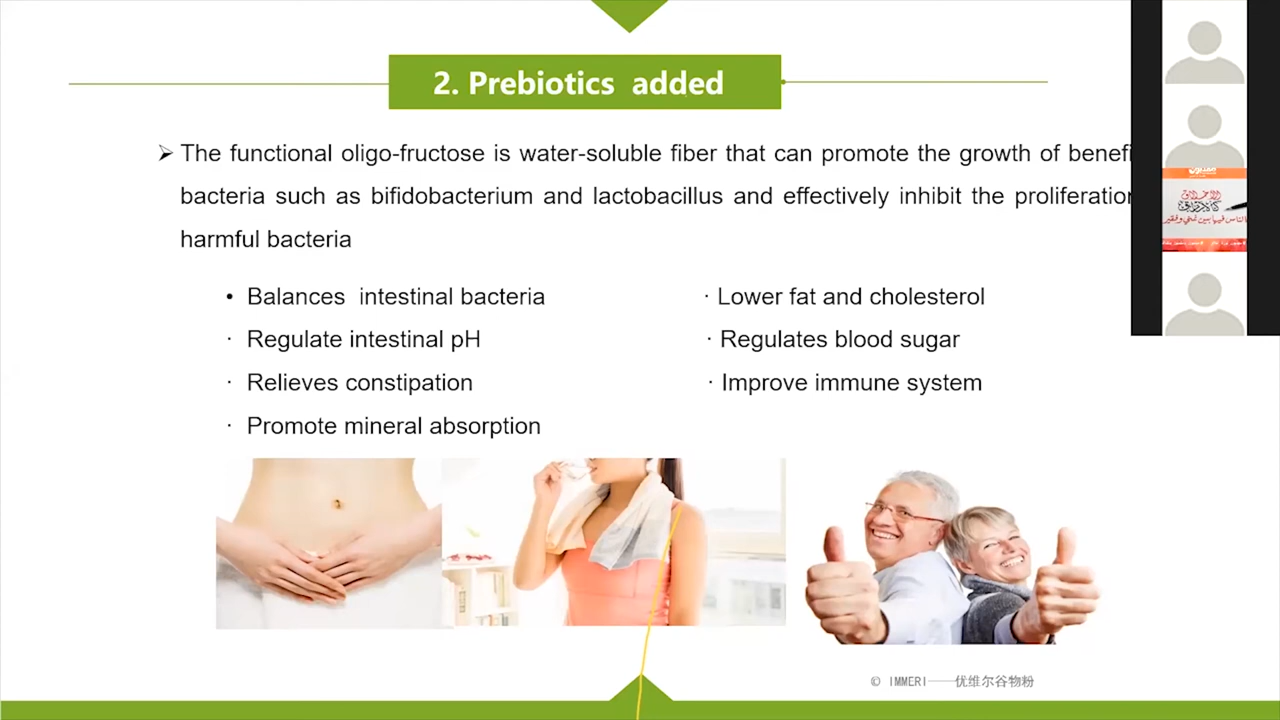 2. Prebiotics added
➢ The functional oligo-fructose is water-soluble fiber that can promote the growth of benefi
bacteria such as bifidobacterium and lactobacillus and effectively inhibit the proliferation
harmful bacteria
• Balances intestinal bacteria
· Regulate intestinal pH
· Relieves constipation
· Promote mineral absorption
· Lower fat and cholesterol
· Regulates blood sugar
· Improve immune system
الأخلاق
كالأرزاق
© IMMERI——优维尔谷物粉